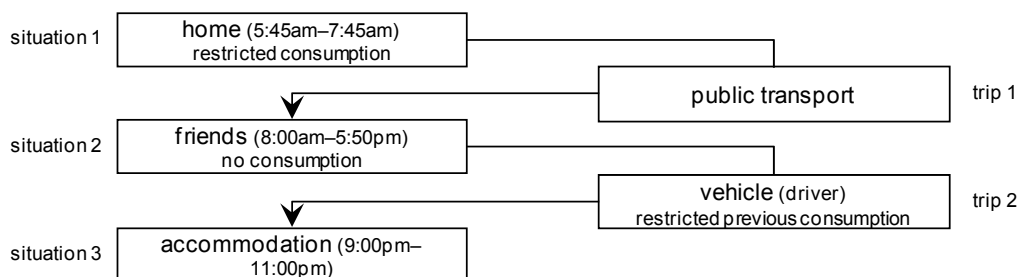 situation 1
home (5:45am–7:45am)
restricted consumption
public transport
trip 1
situation 2
friends (8:00am–5:50pm)
no consumption
vehicle (driver)
restricted previous consumption
trip 2
situation 3
accommodation (9:00pm–
11:00pm)